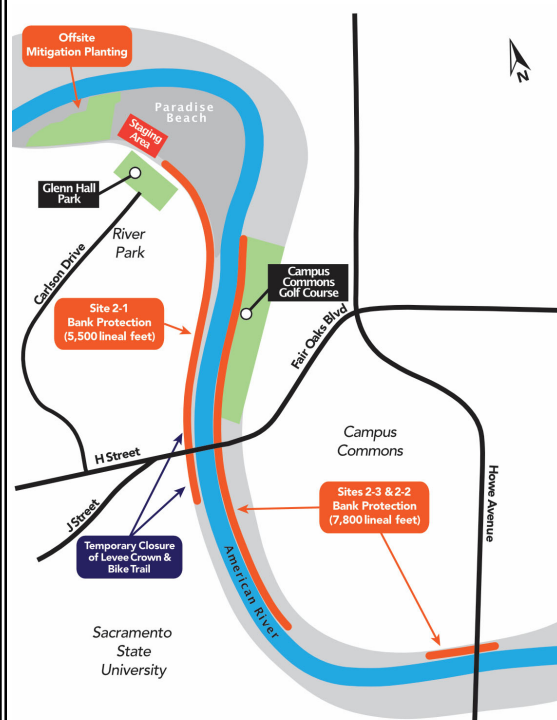 Offsite
Mitigation Planting
Paradise
Beach
N
Staging
Area
Glenn Hall
Park
River
Park
Carlson Drive
Campus
Commons
Golf Course
Site 2-1
Bank Protection
(5,500 lineal feet)
Fair Oaks Blvd
Campus
Commons
H Street
J Street
Howe Avenue
Sites 2-3 & 2-2
Bank Protection
(7,800 lineal feet)
Temporary Closure
of Levee Crown &
Bike Trail
American River
Sacramento
State
University